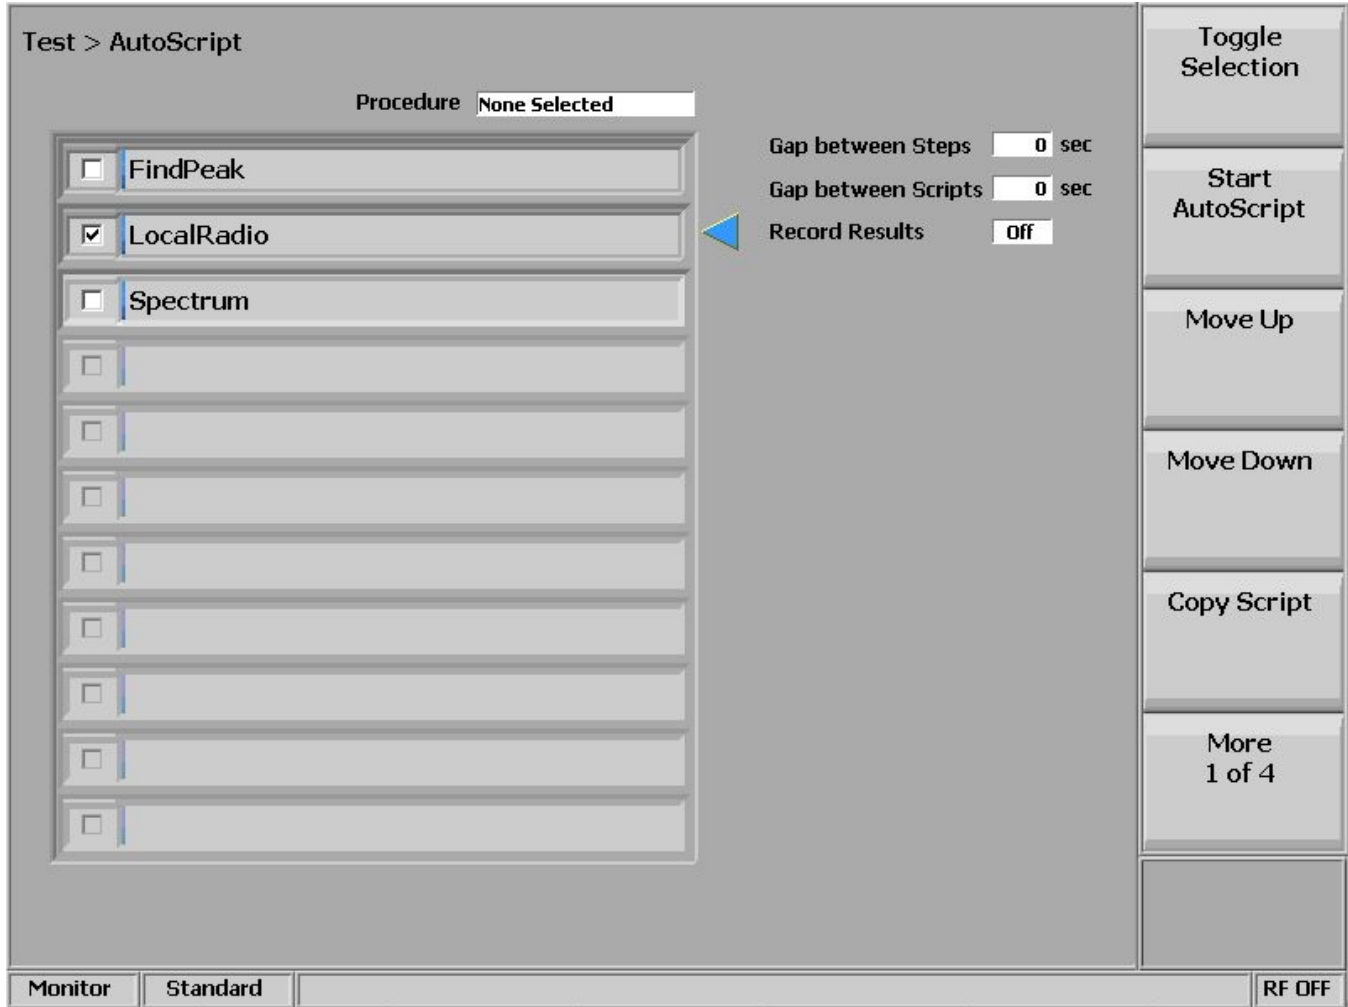 Test > AutoScript
Procedure None Selected
FindPeak
LocalRadio
Spectrum
Gap between Steps 0 sec
Gap between Scripts 0 sec
Record Results Off
Toggle
Selection
Start
AutoScript
Move Up
Move Down
Copy Script
More
1 of 4
Monitor Standard RF OFF